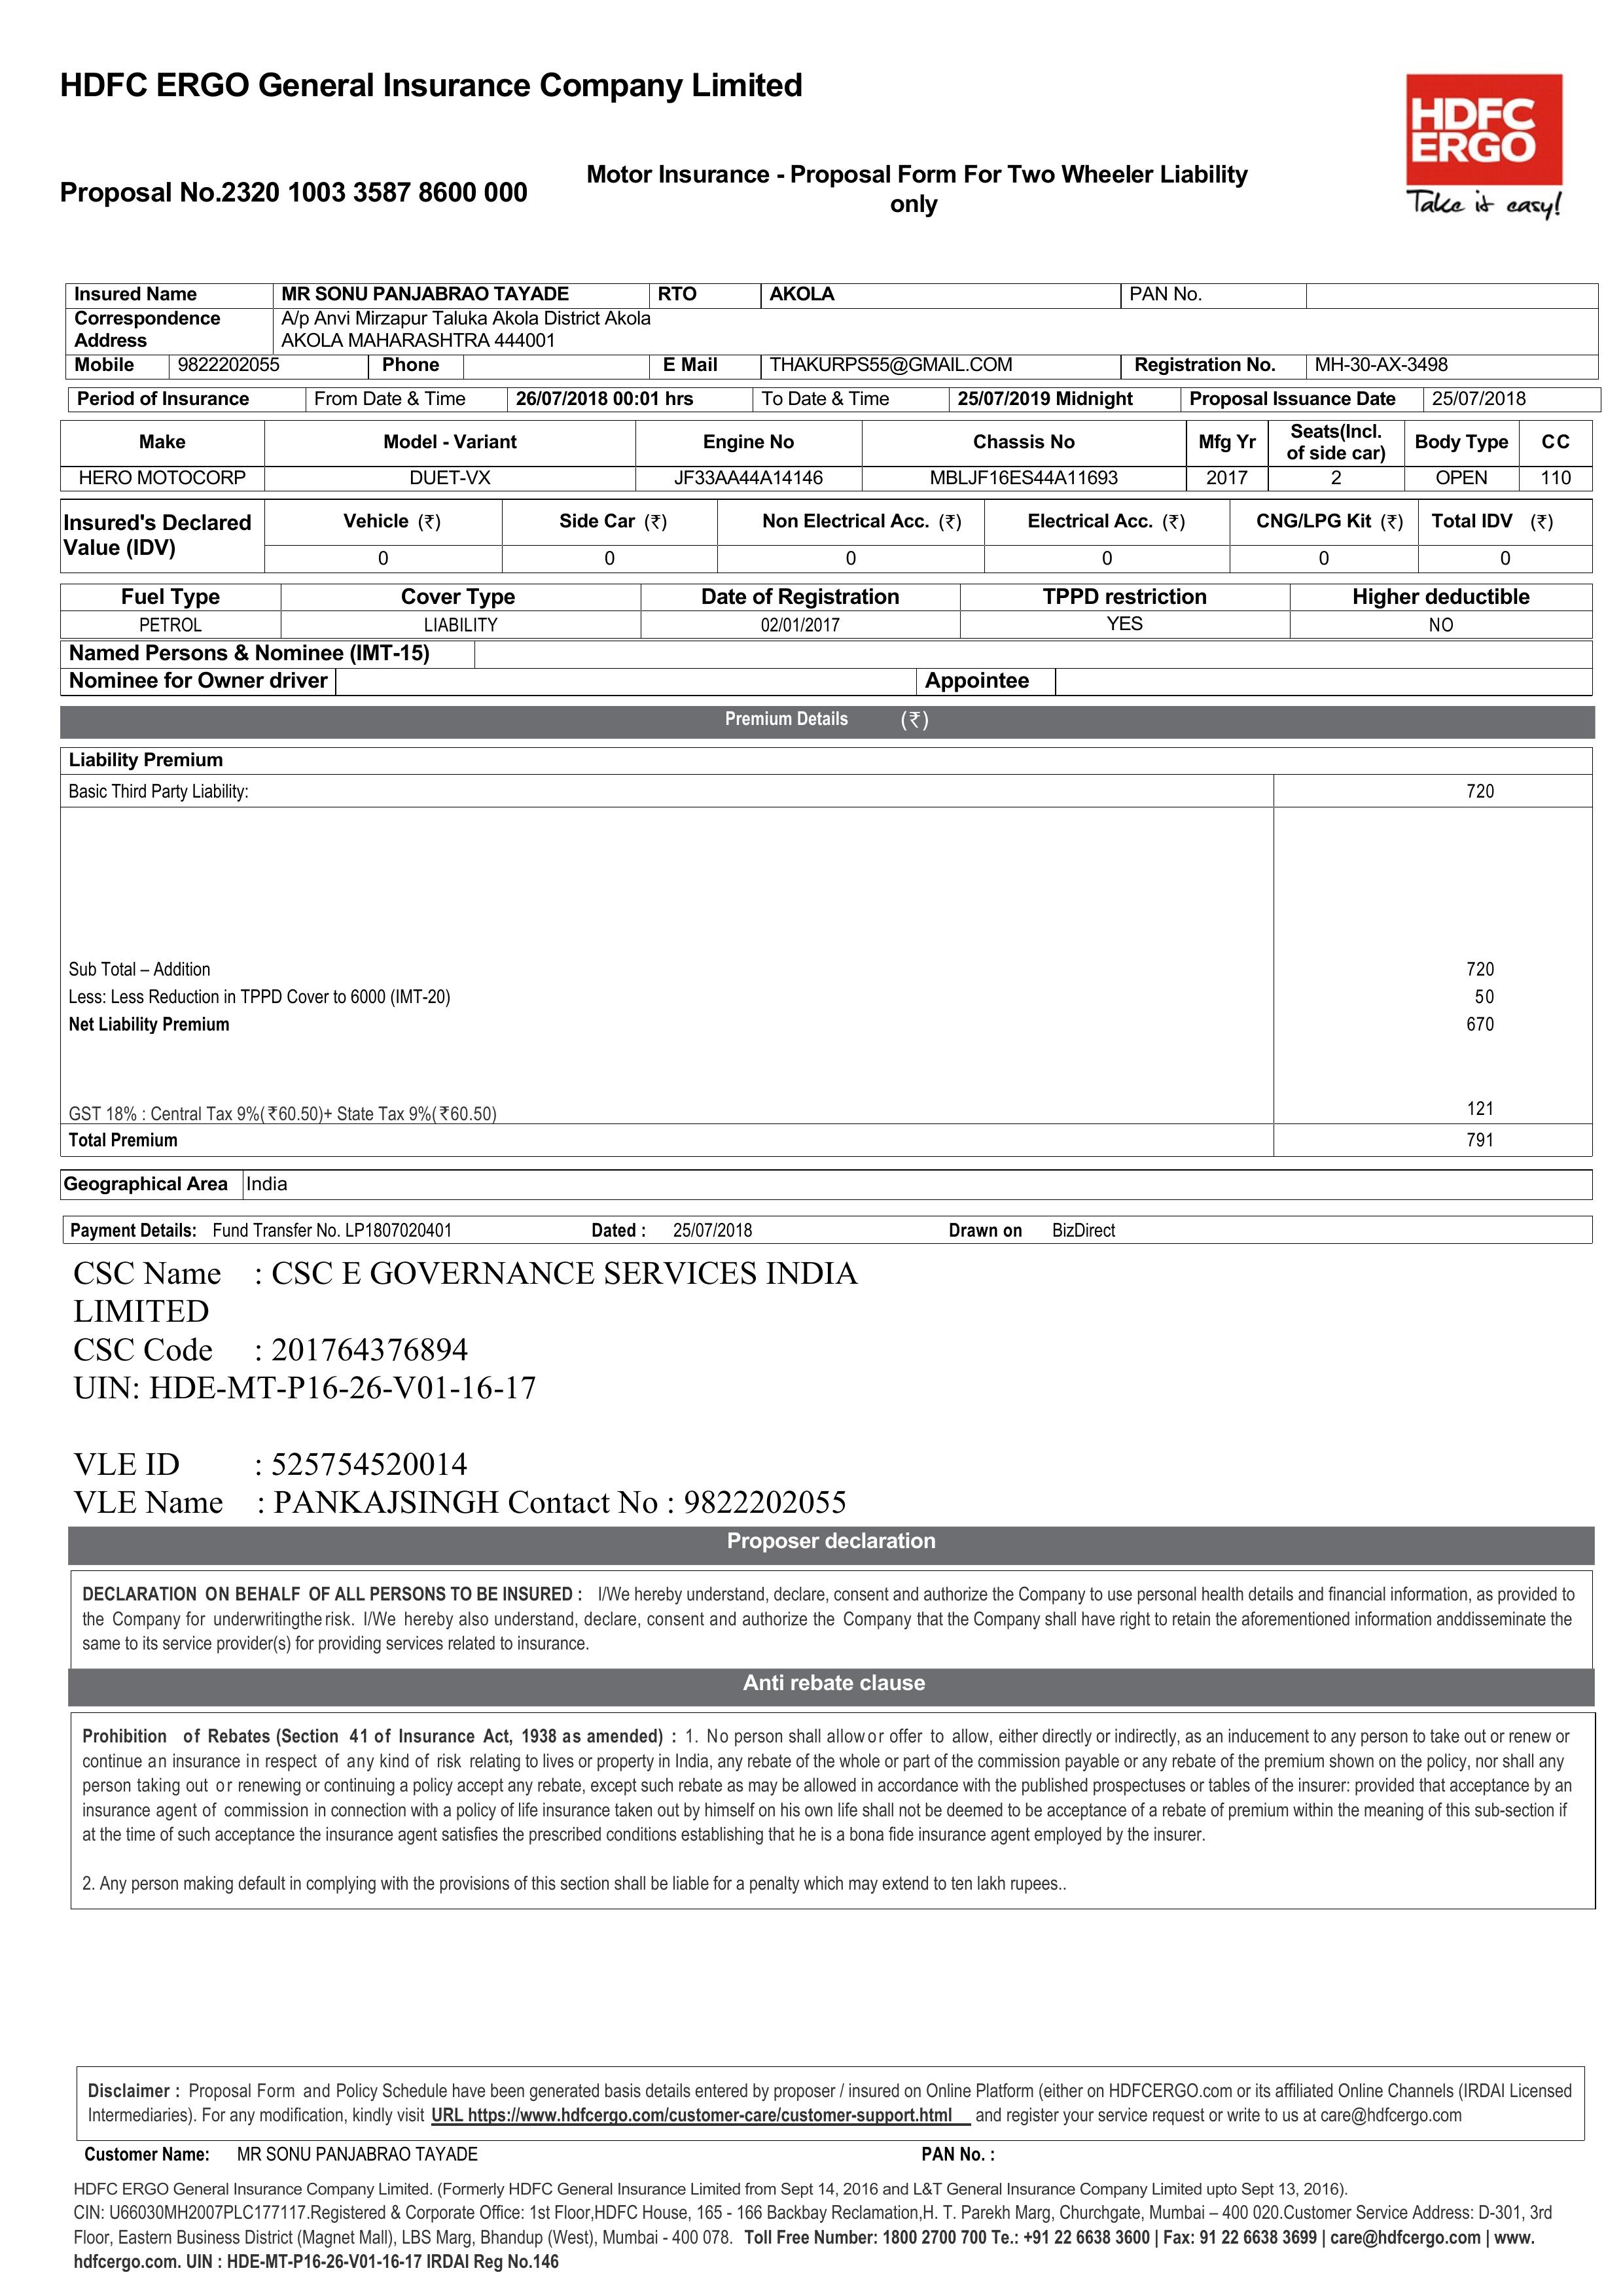 HDFC ERGO General Insurance Company Limited
HDFC
ERGO
Take it easy!
Proposal No.2320 1003 3587 8600 000
Motor Insurance - Proposal Form For Two Wheeler Liability
only
Insured Name MR SONU PANJABRAO TAYADE RTO AKOLA PAN No.
Correspondence A/p Anvi Mirzapur Taluka Akola District Akola
Address AKOLA MAHARASHTRA 444001
Mobile 9822202055 Phone E Mail THAKURPS55@GMAIL.COM Registration No. MH-30-AX-3498
Period of Insurance From Date & Time 26/07/2018 00:01 hrs To Date & Time 25/07/2019 Midnight Proposal Issuance Date 25/07/2018
Make Model - Variant Engine No Chassis No Mfg Yr Seats(Incl. of side car) Body Type CC
HERO MOTOCORP DUET-VX JF33AA44A14146 MBLJF16ES44A11693 2017 2 OPEN 110
Insured's Declared Value (IDV) Vehicle (₹) Side Car (₹) Non Electrical Acc. (₹) Electrical Acc. (₹) CNG/LPG Kit (₹) Total IDV (₹)
0 0 0 0 0 0
Fuel Type Cover Type Date of Registration TPPD restriction Higher deductible
PETROL LIABILITY 02/01/2017 YES NO
Named Persons & Nominee (IMT-15)
Nominee for Owner driver Appointee
Premium Details (₹)
Liability Premium
Basic Third Party Liability: 720
Sub Total – Addition 720
Less: Less Reduction in TPPD Cover to 6000 (IMT-20) 50
Net Liability Premium 670
GST 18% : Central Tax 9%(₹60.50)+ State Tax 9%(₹60.50) 121
Total Premium 791
Geographical Area India
Payment Details: Fund Transfer No. LP1807020401 Dated : 25/07/2018 Drawn on BizDirect
CSC Name : CSC E GOVERNANCE SERVICES INDIA
LIMITED
CSC Code : 201764376894
UIN: HDE-MT-P16-26-V01-16-17
VLE ID : 525754520014
VLE Name : PANKAJSINGH Contact No : 9822202055
Proposer declaration
DECLARATION ON BEHALF OF ALL PERSONS TO BE INSURED : I/We hereby understand, declare, consent and authorize the Company to use personal health details and financial information, as provided to
the Company for underwritingthe risk. I/We hereby also understand, declare, consent and authorize the Company that the Company shall have right to retain the aforementioned information anddisseminate the
same to its service provider(s) for providing services related to insurance.
Anti rebate clause
Prohibition of Rebates (Section 41 of Insurance Act, 1938 as amended) : 1. No person shall allow or offer to allow, either directly or indirectly, as an inducement to any person to take out or renew or
continue an insurance in respect of any kind of risk relating to lives or property in India, any rebate of the whole or part of the commission payable or any rebate of the premium shown on the policy, nor shall any
person taking out or renewing or continuing a policy accept any rebate, except such rebate as may be allowed in accordance with the published prospectuses or tables of the insurer: provided that acceptance by an
insurance agent of commission in connection with a policy of life insurance taken out by himself on his own life shall not be deemed to be acceptance of a rebate of premium within the meaning of this sub-section if
at the time of such acceptance the insurance agent satisfies the prescribed conditions establishing that he is a bona fide insurance agent employed by the insurer.
2. Any person making default in complying with the provisions of this section shall be liable for a penalty which may extend to ten lakh rupees..
Disclaimer : Proposal Form and Policy Schedule have been generated basis details entered by proposer / insured on Online Platform (either on HDFCERGO.com or its affiliated Online Channels (IRDAI Licensed
Intermediaries). For any modification, kindly visit URL https://www.hdfcergo.com/customer-care/customer-support.html and register your service request or write to us at care@hdfcergo.com
Customer Name: MR SONU PANJABRAO TAYADE PAN No. :
HDFC ERGO General Insurance Company Limited. (Formerly HDFC General Insurance Limited from Sept 14, 2016 and L&T General Insurance Company Limited upto Sept 13, 2016).
CIN: U66030MH2007PLC177117.Registered & Corporate Office: 1st Floor,HDFC House, 165 - 166 Backbay Reclamation,H. T. Parekh Marg, Churchgate, Mumbai – 400 020.Customer Service Address: D-301, 3rd
Floor, Eastern Business District (Magnet Mall), LBS Marg, Bhandup (West), Mumbai - 400 078. Toll Free Number: 1800 2700 700 Te.: +91 22 6638 3600 | Fax: 91 22 6638 3699 | care@hdfcergo.com | www.
hdfcergo.com. UIN : HDE-MT-P16-26-V01-16-17 IRDAI Reg No.146